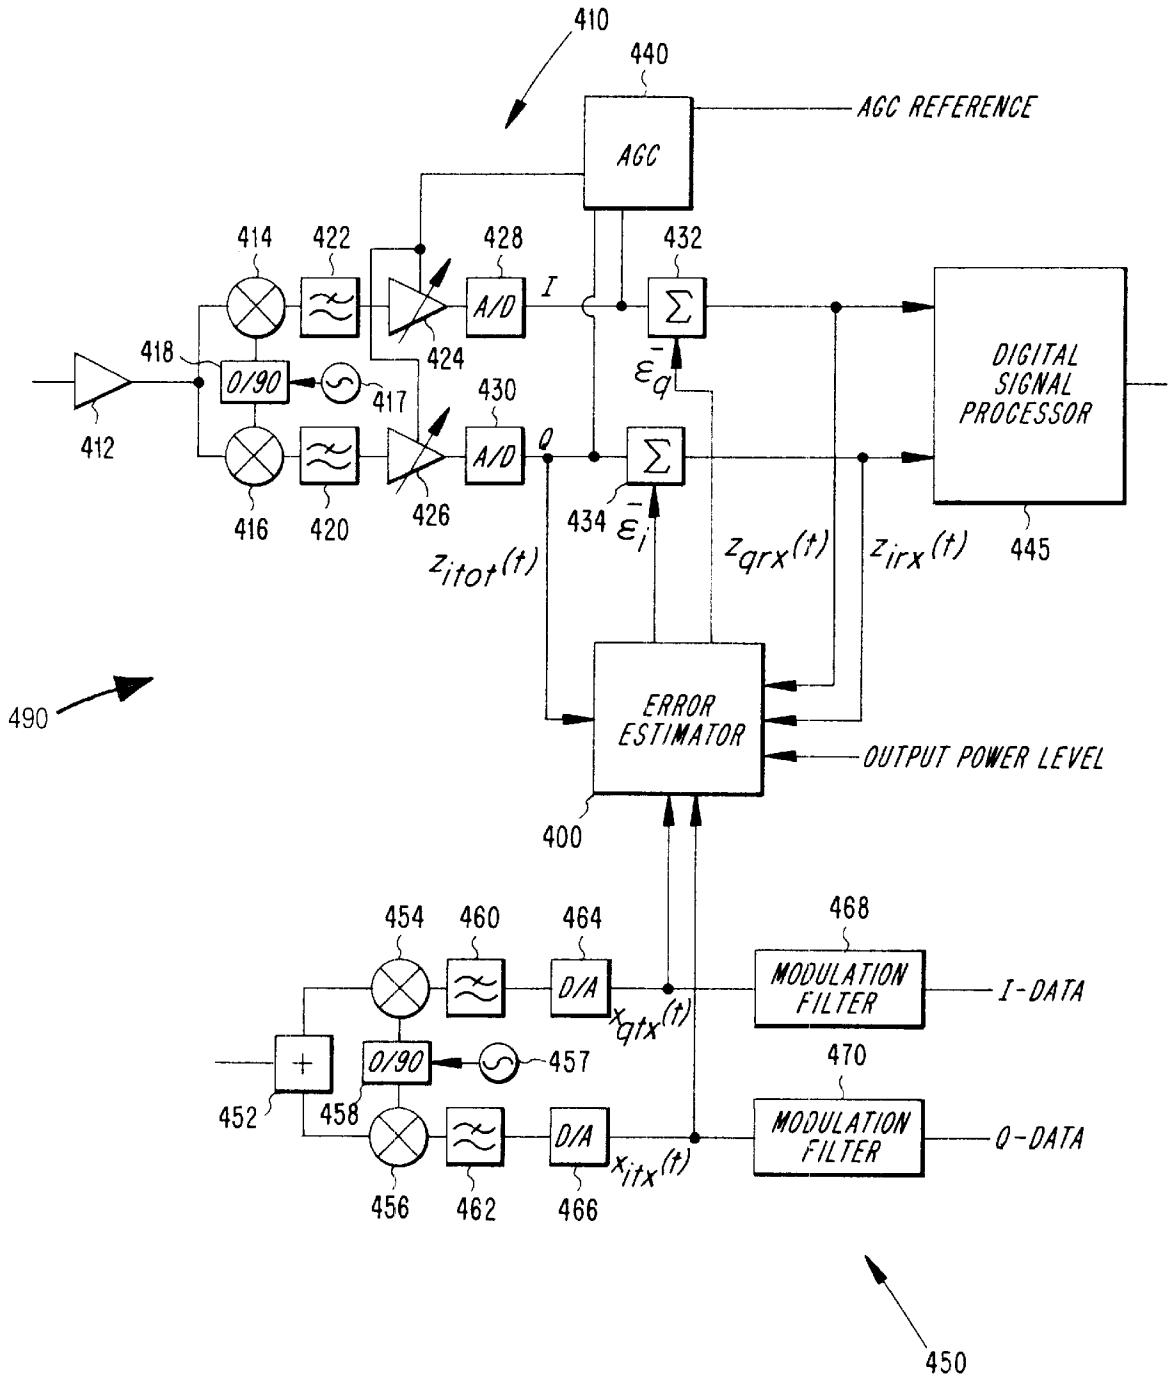 410
440
AGC REFERENCE
AGC
414
422
428
432
I
A/D
Σ
424
418
0/90
417
ε̄q
DIGITAL
SIGNAL
PROCESSOR
412
430
Q
A/D
Σ
416
420
426
434
ε̄i
445
zitot(t)
zqrx(t)
zirx(t)
490
ERROR
ESTIMATOR
OUTPUT POWER LEVEL
400
454
460
464
468
D/A
MODULATION
FILTER
I-DATA
xqtx(t)
+
0/90
457
452
458
470
D/A
MODULATION
FILTER
Q-DATA
xitx(t)
456
462
466
450